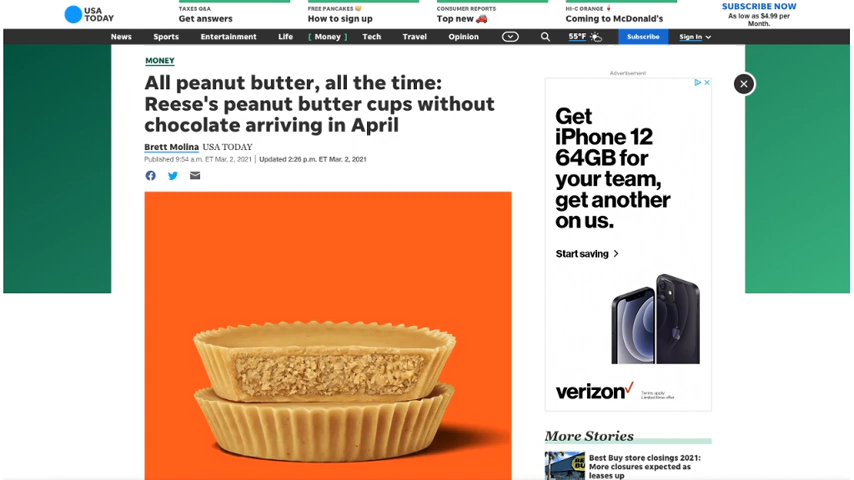 USA
TODAY
TAXES Q&A
Get answers
FREE PANCAKES 🥞
How to sign up
CONSUMER REPORTS
Top new 🚗
HI-C ORANGE
Coming to McDonald's
SUBSCRIBE NOW
As low as $4.99 per
Month.
News Sports Entertainment Life [ Money ] Tech Travel Opinion 55°F Subscribe Sign In
MONEY
All peanut butter, all the time:
Reese's peanut butter cups without
chocolate arriving in April
Brett Molina USA TODAY
Published 9:54 a.m. ET Mar. 2, 2021 | Updated 2:26 p.m. ET Mar. 2, 2021
Advertisement
Get
iPhone 12
64GB for
your team,
get another
on us.
Start saving >
verizon✓
Terms apply
More Stories
Best Buy store closings 2021:
More closures expected as
leases up